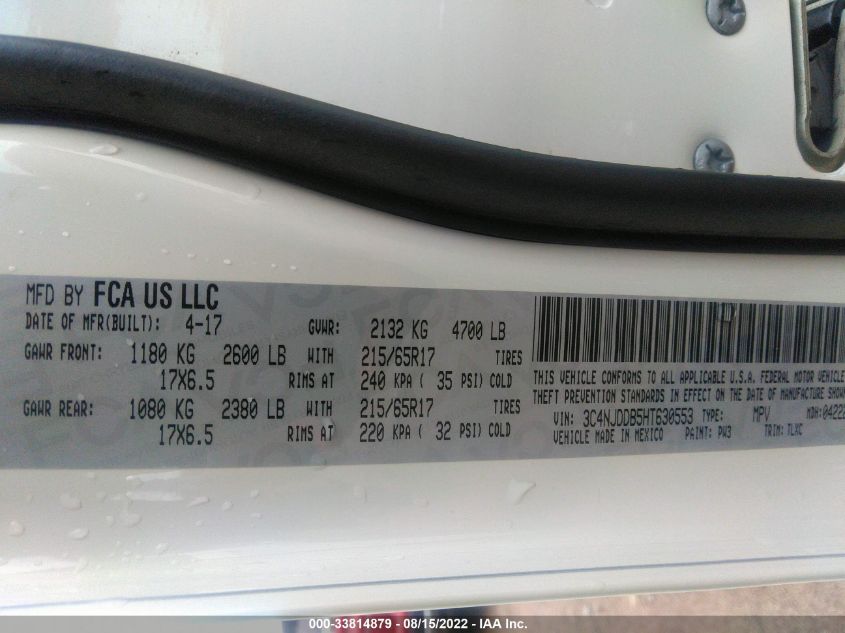 MFD BY FCA US LLC
DATE OF MFR(BUILT): 4-17 GVWR: 2132 KG 4700 LB
GAWR FRONT: 1180 KG 2600 LB WITH 215/65R17 TIRES
17X6.5 RIMS AT 240 KPA ( 35 PSI) COLD
GAWR REAR: 1080 KG 2380 LB WITH 215/65R17 TIRES
17X6.5 RIMS AT 220 KPA ( 32 PSI) COLD
THIS VEHICLE CONFORMS TO ALL APPLICABLE U.S.A. FEDERAL MOTOR VEHICLE
THEFT PREVENTION STANDARDS IN EFFECT ON THE DATE OF MANUFACTURE SHOWN
VIN: 3C4NJDDB5HT630553 TYPE: MPV MDH: 04222
VEHICLE MADE IN MEXICO PAINT: PW3 TRIM: TLXC
000-33814879 - 08/15/2022 - IAA Inc.